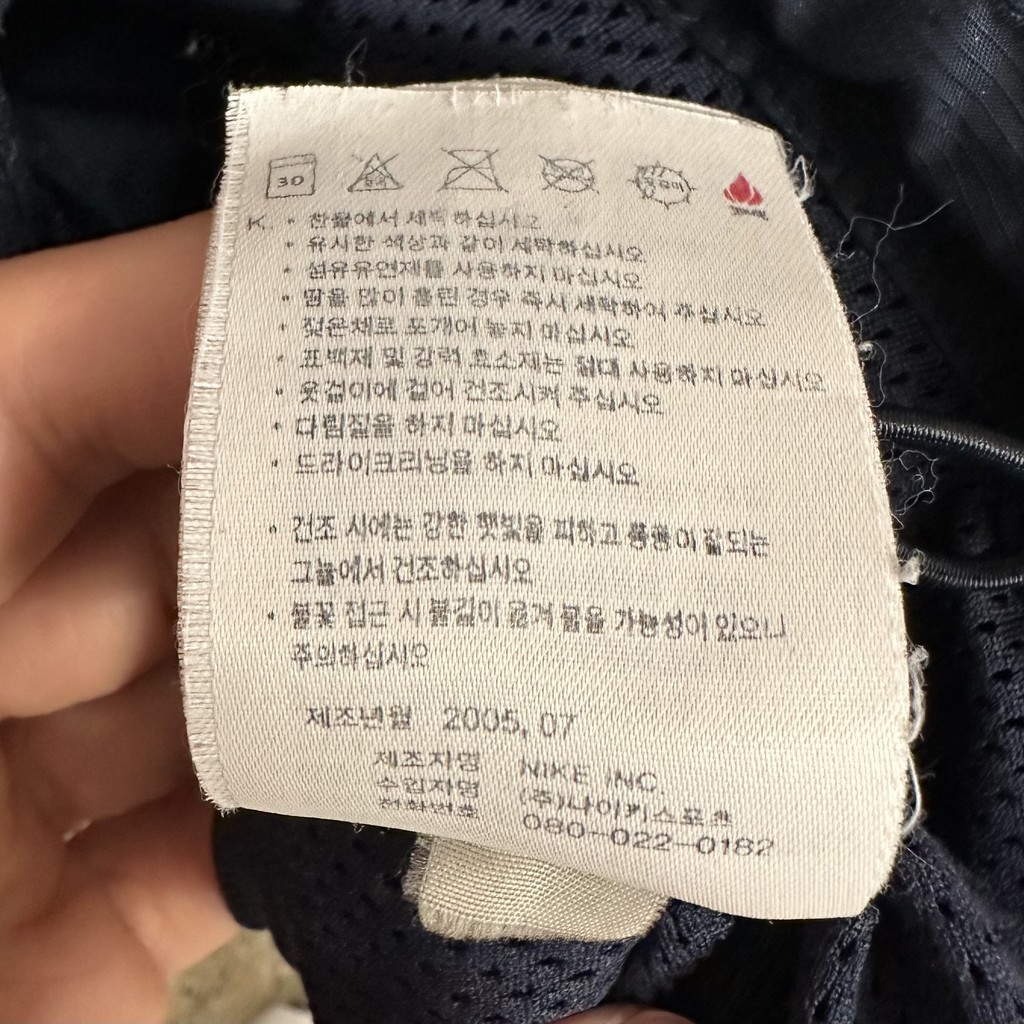 30
K. • 찬물에서 세탁 하십시오
• 유사한 색상과 같이 세탁하십시오
• 섬유유연제를 사용하지 마십시오
• 땀을 많이 흘린 경우 즉시 세탁하여 주십시오
• 젖은채로 포개어 놓지 마십시오
• 표백제 및 강력 효소제는 절대 사용하지 마십시오
• 옷걸이에 걸어 건조시켜 주십시오
• 다림질을 하지 마십시오
• 드라이크리닝을 하지 마십시오
• 건조 시에는 강한 햇빛을 피하고 통풍이 잘되는
그늘에서 건조하십시오
• 불꽃 접근 시 불길이 옮겨 붙을 가능성이 있으니
주의하십시오
제조년월 2005, 07
제조자명 NIKE INC.
수입자명 (주)나이키스포츠
전화번호 080-022-0182